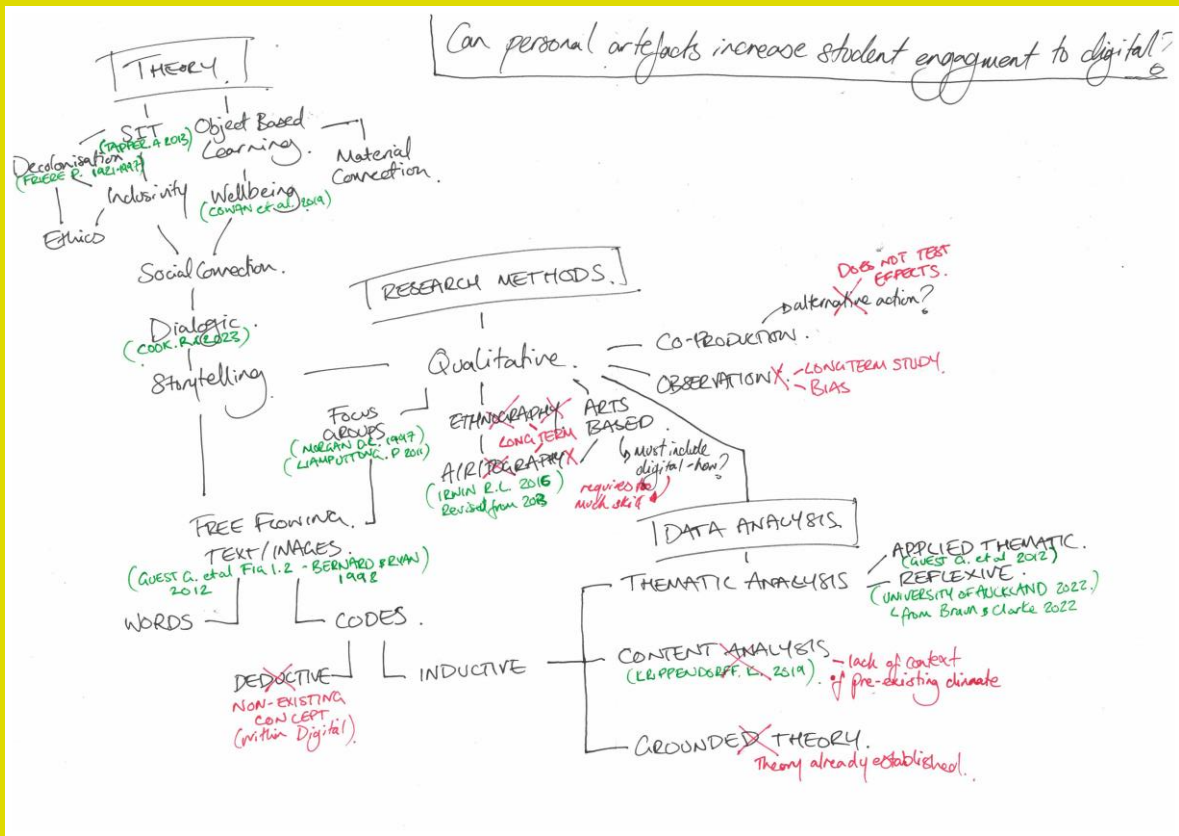 Can personal artefacts increase student engagment to digital?
THEORY.
SIT
(TAPPER. A 2013)
Decolonisation
(FRIERE P. 1921-1997)
Inclusivity
Ethics
Object Based
Learning.
Material
Connection.
Wellbeing
(COWAN et al. 2019)
Social Connection.
Dialogic.
(COOK. R. 2023)
Storytelling
RESEARCH METHODS.
Qualitative.
CO-PRODUCTION.
alternative action?
DOES NOT TEST
EFFECTS.
OBSERVATION
- LONG TERM STUDY
- BIAS
FOCUS
GROUPS
(MORGAN D.L. 1997)
(LIAMPUTTONG. P 2011)
ETHNOGRAPHY
LONG TERM
A/R/TOGRAPHY
(IRWIN R.L. 2016
Revised from 2013)
ARTS
BASED
must include
digital - how?
requires
much skill
FREE FLOWING.
TEXT/IMAGES.
(GUEST G. et al Fig 1.2 - BERNARD & RYAN)
2012 1998
WORDS
CODES.
DEDUCTIVE
NON-EXISTING
CONCEPT
(within Digital)
INDUCTIVE
DATA ANALYSIS
THEMATIC ANALYSIS
APPLIED THEMATIC.
(GUEST G. et al 2012)
- REFLEXIVE.
(UNIVERSITY OF AUCKLAND 2022.)
from Braun & Clarke 2022
CONTENT ANALYSIS
(KRIPPENDORFF. K. 2019).
- lack of context
of pre-existing climate
GROUNDED THEORY.
Theory already established.